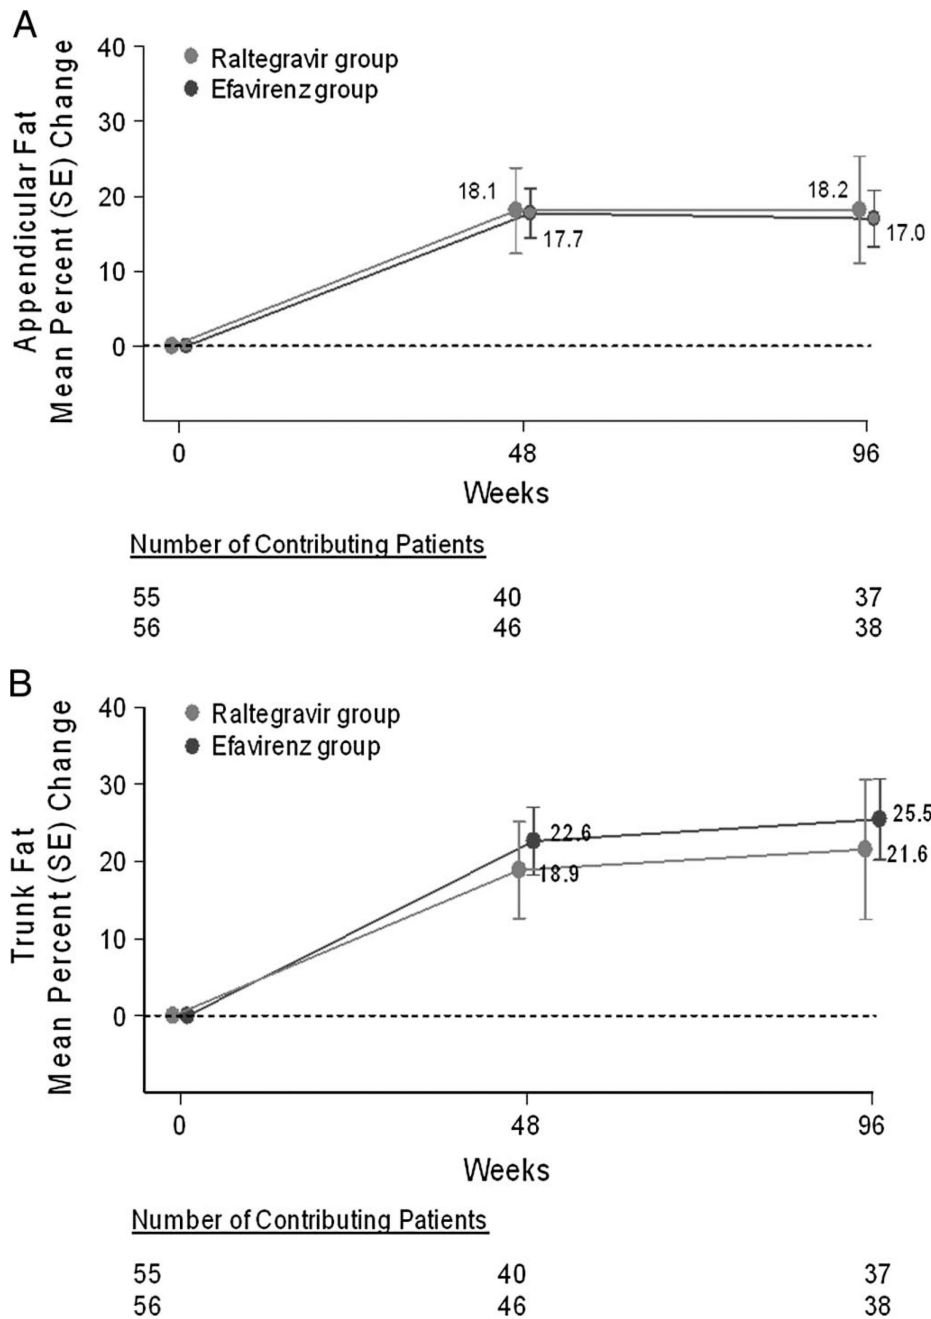 A
Appendicular Fat
Mean Percent (SE) Change
40
30
20
10
0
Raltegravir group
Efavirenz group
18.1
17.7
18.2
17.0
0 48 96
Weeks
Number of Contributing Patients
55 40 37
56 46 38
B
Trunk Fat
Mean Percent (SE) Change
40
30
20
10
0
Raltegravir group
Efavirenz group
22.6
18.9
25.5
21.6
0 48 96
Weeks
Number of Contributing Patients
55 40 37
56 46 38